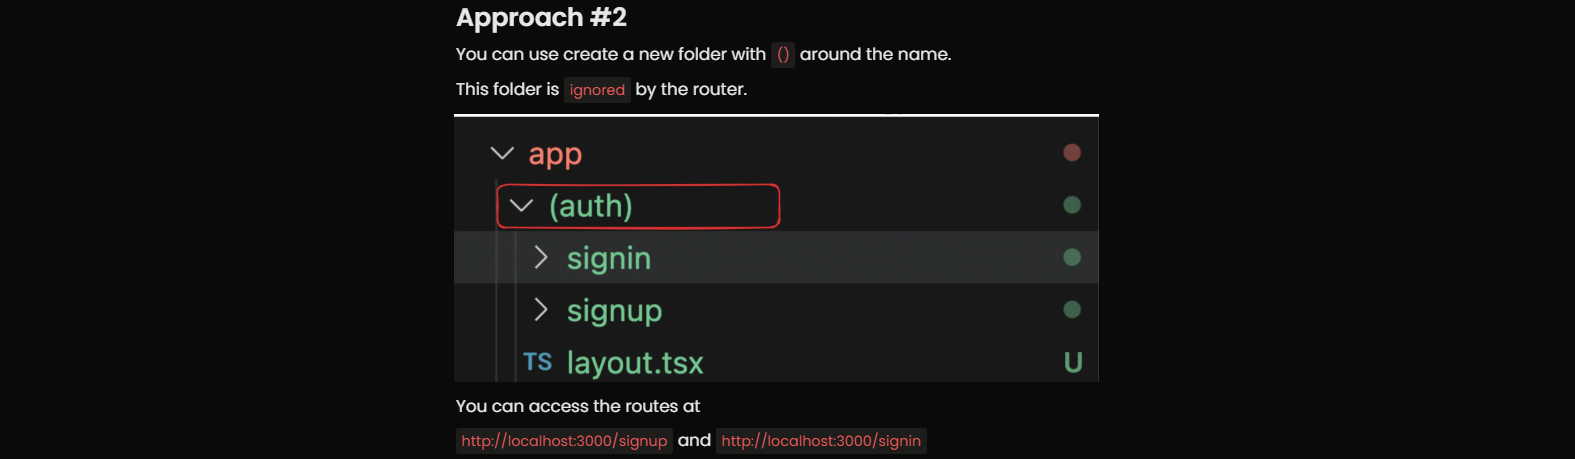 Approach #2
You can use create a new folder with () around the name.
This folder is ignored by the router.
app
(auth)
signin
signup
TS layout.tsx U
You can access the routes at
http://localhost:3000/signup and http://localhost:3000/signin